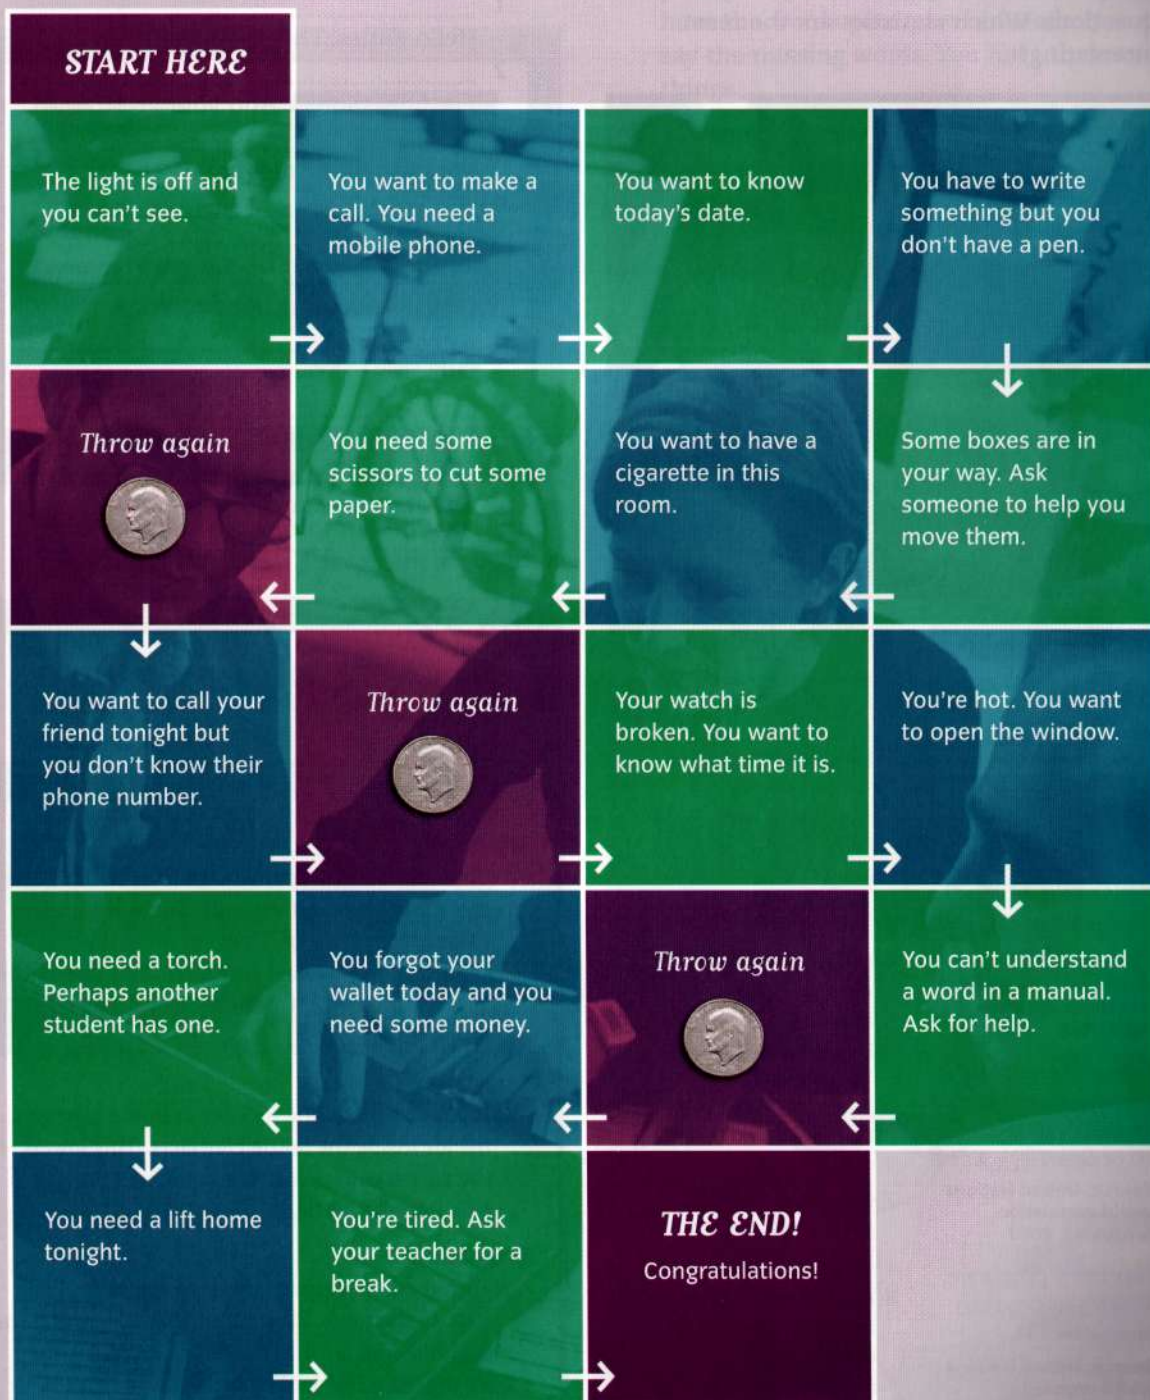 START HERE
The light is off and
you can't see.
You want to make a
call. You need a
mobile phone.
You want to know
today's date.
You have to write
something but you
don't have a pen.
Throw again
You need some
scissors to cut some
paper.
You want to have a
cigarette in this
room.
Some boxes are in
your way. Ask
someone to help you
move them.
You want to call your
friend tonight but
you don't know their
phone number.
Throw again
Your watch is
broken. You want to
know what time it is.
You're hot. You want
to open the window.
You need a torch.
Perhaps another
student has one.
You forgot your
wallet today and you
need some money.
Throw again
You can't understand
a word in a manual.
Ask for help.
You need a lift home
tonight.
You're tired. Ask
your teacher for a
break.
THE END!
Congratulations!